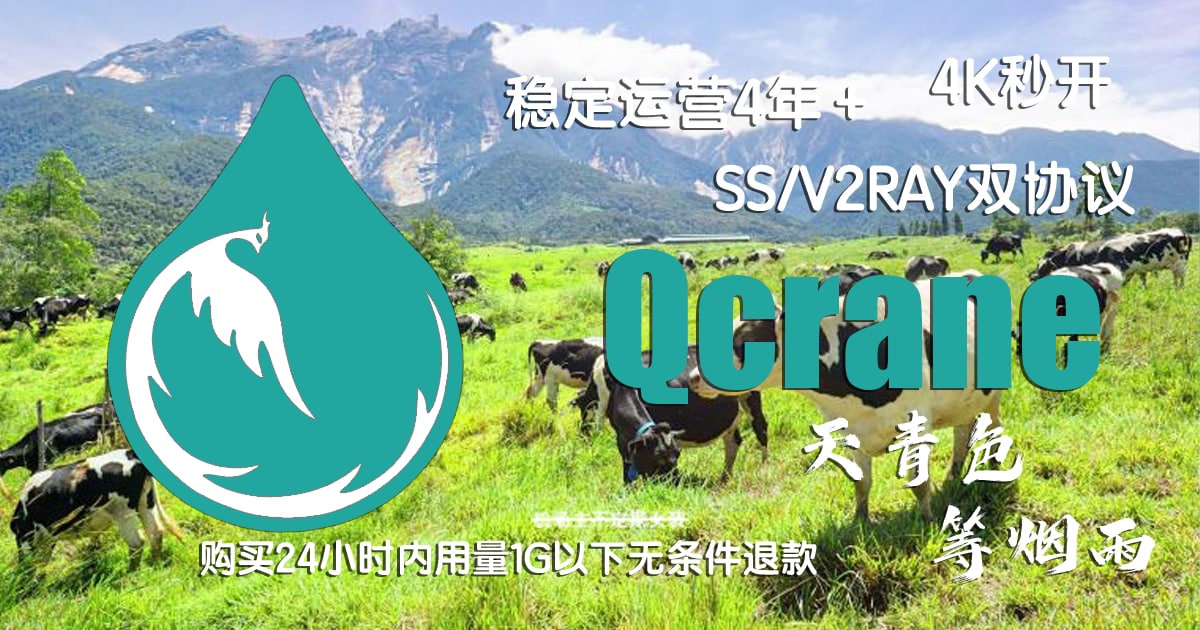 稳定运营4年+
4K秒开
SS/V2RAY双协议
Qcrane
天青色
等烟雨
购买24小时内用量1G以下无条件退款